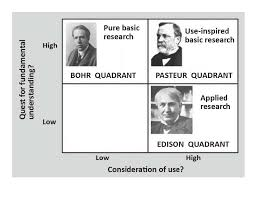 Quest for fundamental
understanding?
High
Low
Pure basic
research
BOHR QUADRANT
Use-inspired
basic research
PASTEUR QUADRANT
Applied
research
EDISON QUADRANT
Low
High
Consideration of use?